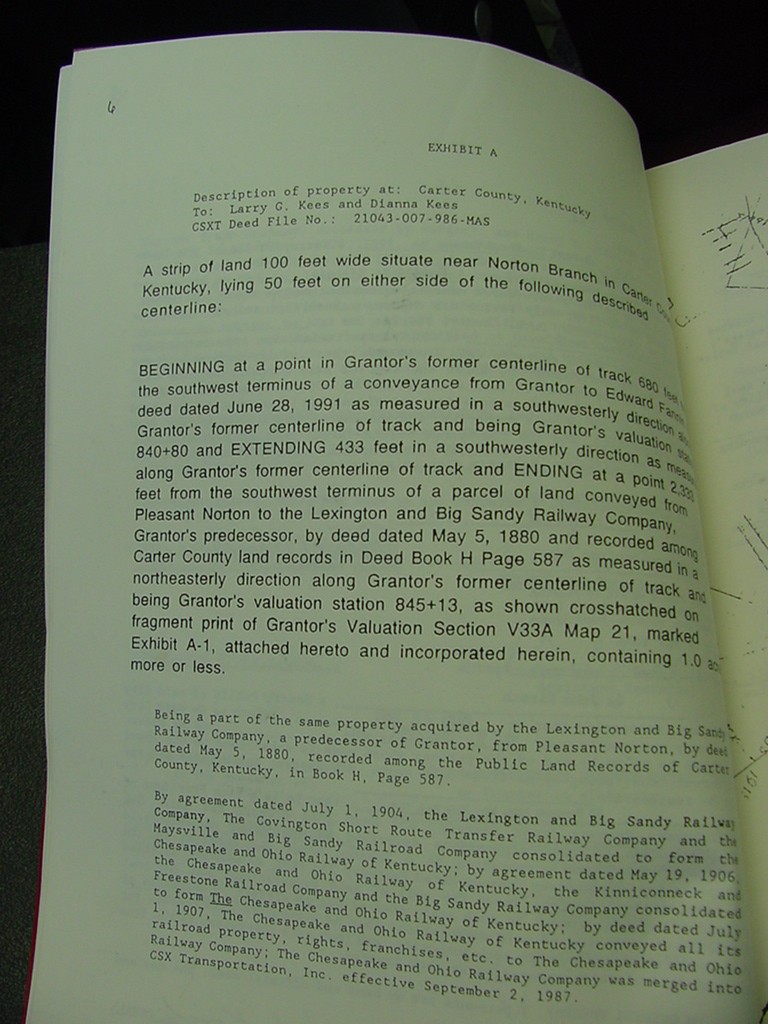 6
EXHIBIT A
Description of property at: Carter County, Kentucky
To: Larry G. Kees and Dianna Kees
CSXT Deed File No.: 21043-007-986-MAS
A strip of land 100 feet wide situate near Norton Branch in Carter
Kentucky, lying 50 feet on either side of the following described
centerline:
BEGINNING at a point in Grantor's former centerline of track 680 feet
the southwest terminus of a conveyance from Grantor to Edward
deed dated June 28, 1991 as measured in a southwesterly direction
Grantor's former centerline of track and being Grantor's valuation
840+80 and EXTENDING 433 feet in a southwesterly direction as
along Grantor's former centerline of track and ENDING at a point
feet from the southwest terminus of a parcel of land conveyed from
Pleasant Norton to the Lexington and Big Sandy Railway Company,
Grantor's predecessor, by deed dated May 5, 1880 and recorded among
Carter County land records in Deed Book H Page 587 as measured in a
northeasterly direction along Grantor's former centerline of track and
being Grantor's valuation station 845+13, as shown crosshatched on
fragment print of Grantor's Valuation Section V33A Map 21, marked
Exhibit A-1, attached hereto and incorporated herein, containing 1.0
more or less.
Being a part of the same property acquired by the Lexington and Big Sandy
Railway Company, a predecessor of Grantor, from Pleasant Norton, by deed
dated May 5, 1880, recorded among the Public Land Records of Carter
County, Kentucky, in Book H, Page 587.
By agreement dated July 1, 1904, the Lexington and Big Sandy Railway
Company, The Covington Short Route Transfer Railway Company and the
Maysville and Big Sandy Railroad Company consolidated to form the
Chesapeake and Ohio Railway of Kentucky; by agreement dated May 19, 1906,
the Chesapeake and Ohio Railway of Kentucky, the Kinniconneck and
Freestone Railroad Company and the Big Sandy Railway Company consolidated
to form The Chesapeake and Ohio Railway of Kentucky; by deed dated July
1, 1907, The Chesapeake and Ohio Railway of Kentucky conveyed all its
railroad property, rights, franchises, etc. to The Chesapeake and Ohio
Railway Company; The Chesapeake and Ohio Railway Company was merged into
CSX Transportation, Inc. effective September 2, 1987.